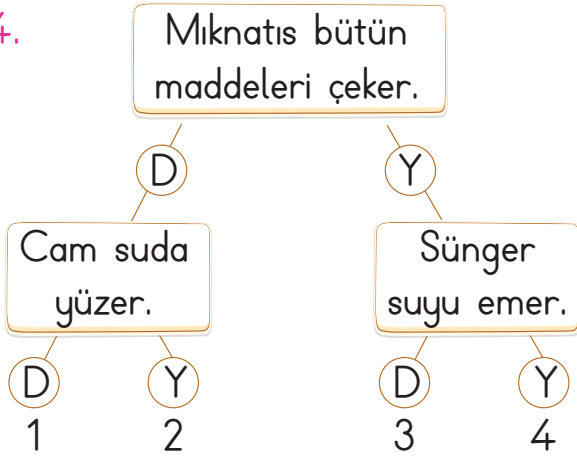 4.
Mıknatıs bütün
maddeleri çeker.
D
Y
Cam suda
yüzer.
Sünger
suyu emer.
D
Y
D
Y
1
2
3
4